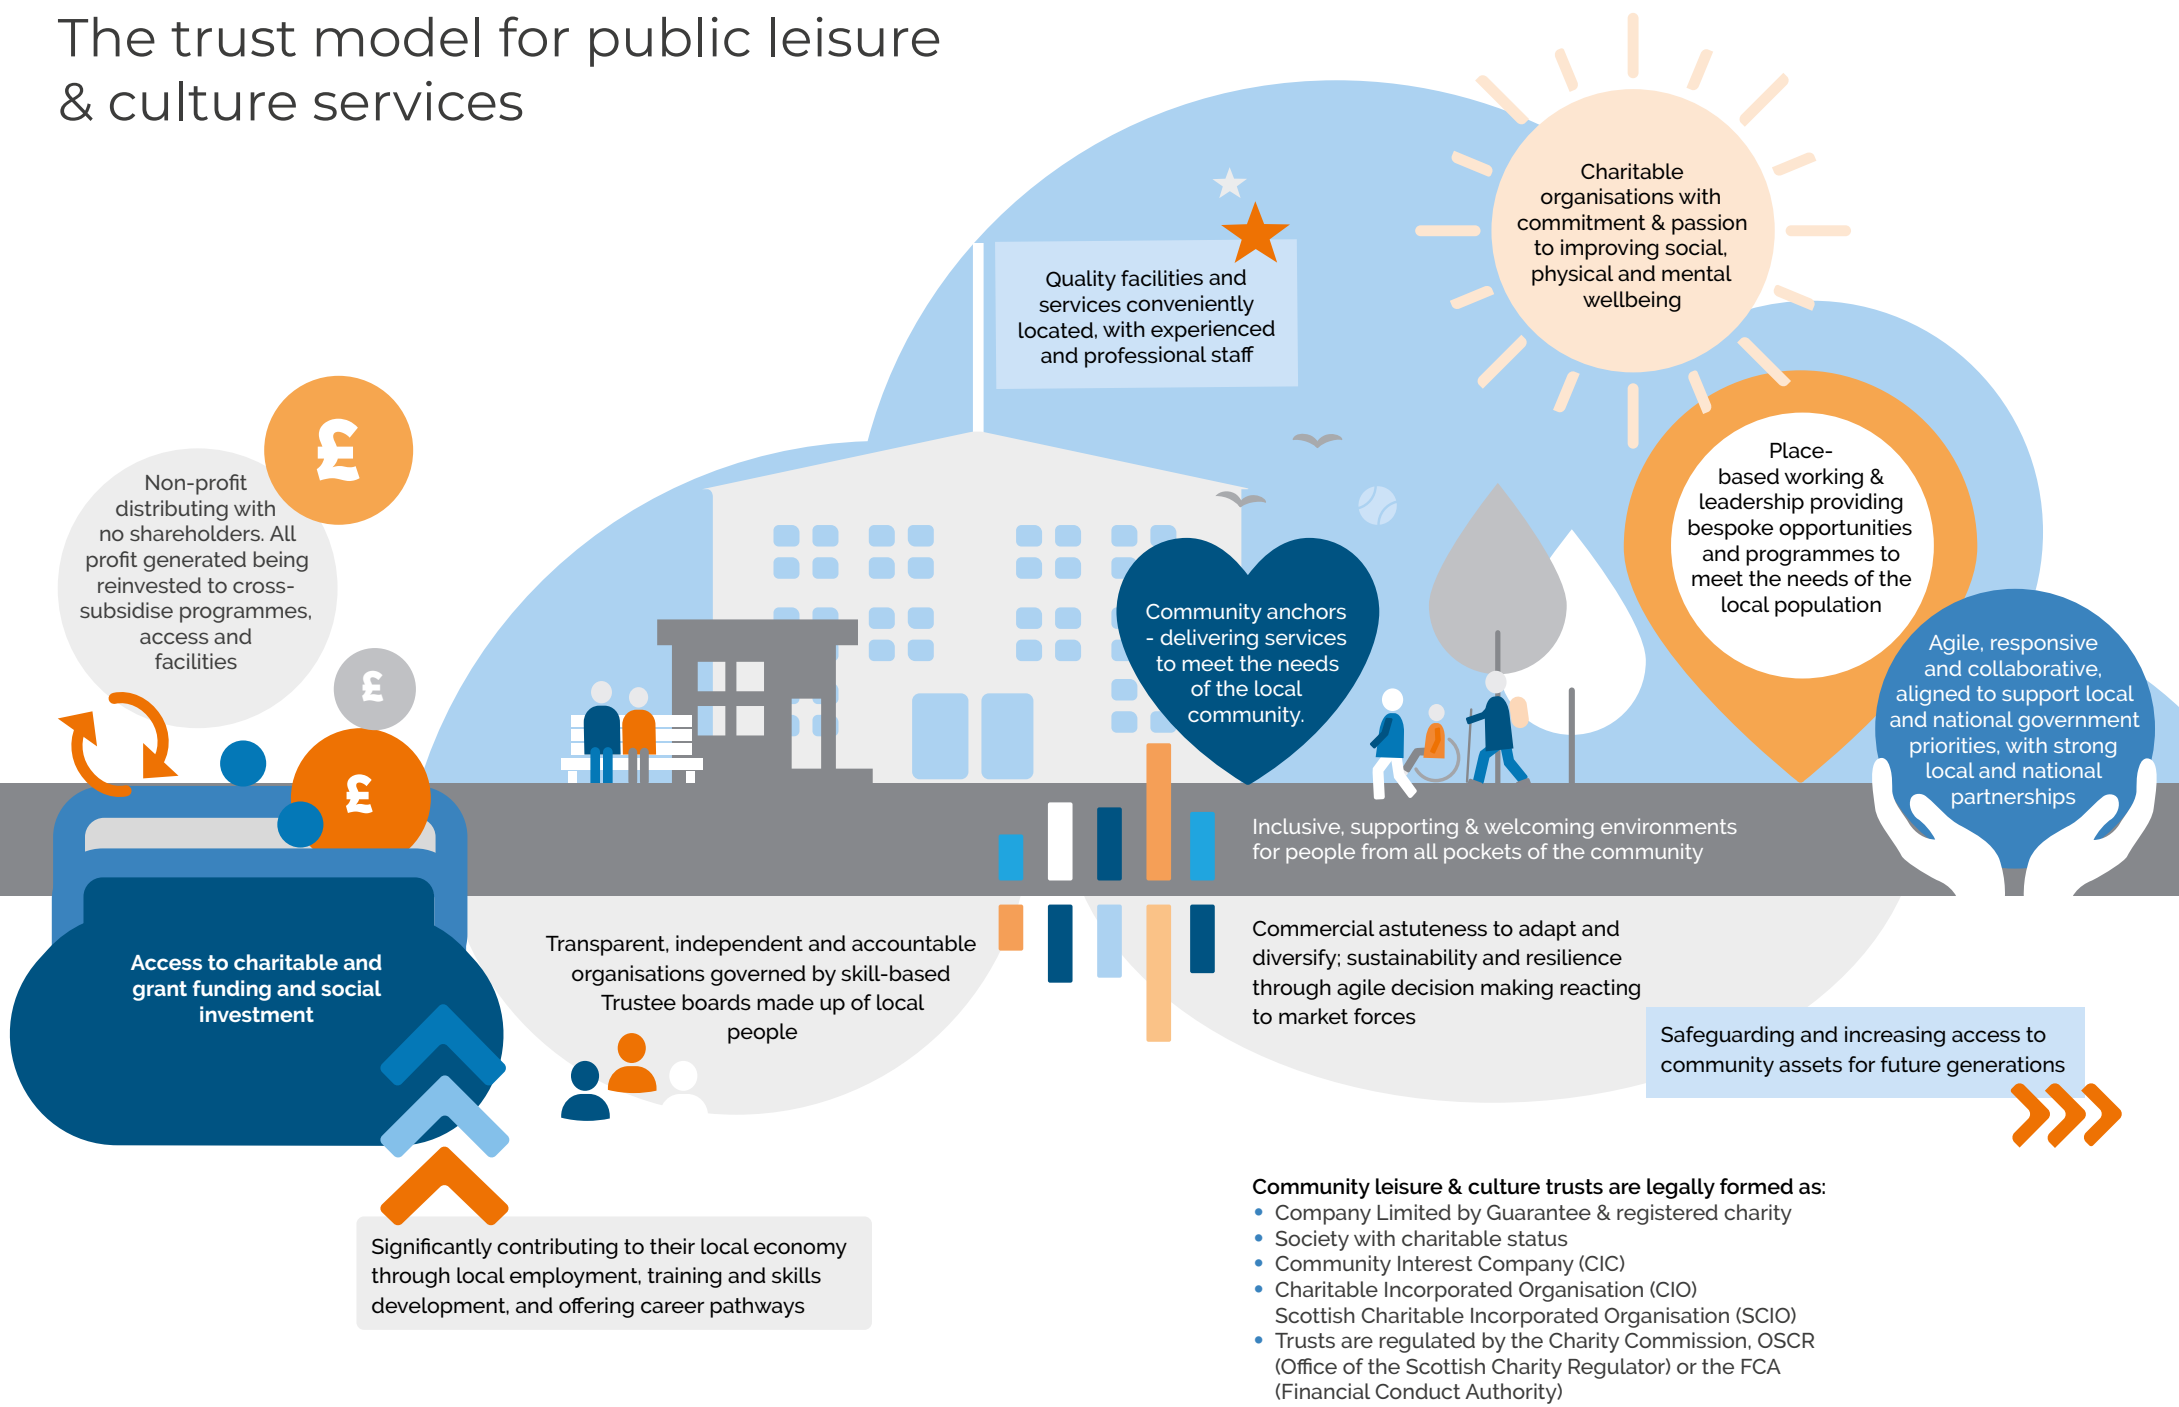 The trust model for public leisure
& culture services
Charitable
organisations with
commitment & passion
to improving social,
physical and mental
wellbeing
Quality facilities and
services conveniently
located, with experienced
and professional staff
£
Non-profit
distributing with
no shareholders. All
profit generated being
reinvested to cross-
subsidise programmes,
access and
facilities
£
£
Place-
based working &
leadership providing
bespoke opportunities
and programmes to
meet the needs of the
local population
Community anchors
- delivering services
to meet the needs
of the local
community.
Agile, responsive
and collaborative,
aligned to support local
and national government
priorities, with strong
local and national
partnerships
Inclusive, supporting & welcoming environments
for people from all pockets of the community
Access to charitable and
grant funding and social
investment
Transparent, independent and accountable
organisations governed by skill-based
Trustee boards made up of local
people
Commercial astuteness to adapt and
diversify; sustainability and resilience
through agile decision making reacting
to market forces
Safeguarding and increasing access to
community assets for future generations
Significantly contributing to their local economy
through local employment, training and skills
development, and offering career pathways
Community leisure & culture trusts are legally formed as:
• Company Limited by Guarantee & registered charity
• Society with charitable status
• Community Interest Company (CIC)
• Charitable Incorporated Organisation (CIO)
Scottish Charitable Incorporated Organisation (SCIO)
• Trusts are regulated by the Charity Commission, OSCR
(Office of the Scottish Charity Regulator) or the FCA
(Financial Conduct Authority)